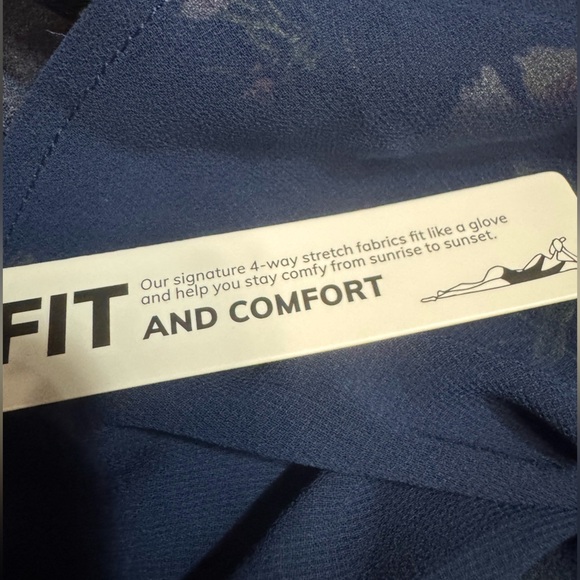 FIT
Our signature 4-way stretch fabrics fit like a glove
and help you stay comfy from sunrise to sunset.
AND COMFORT